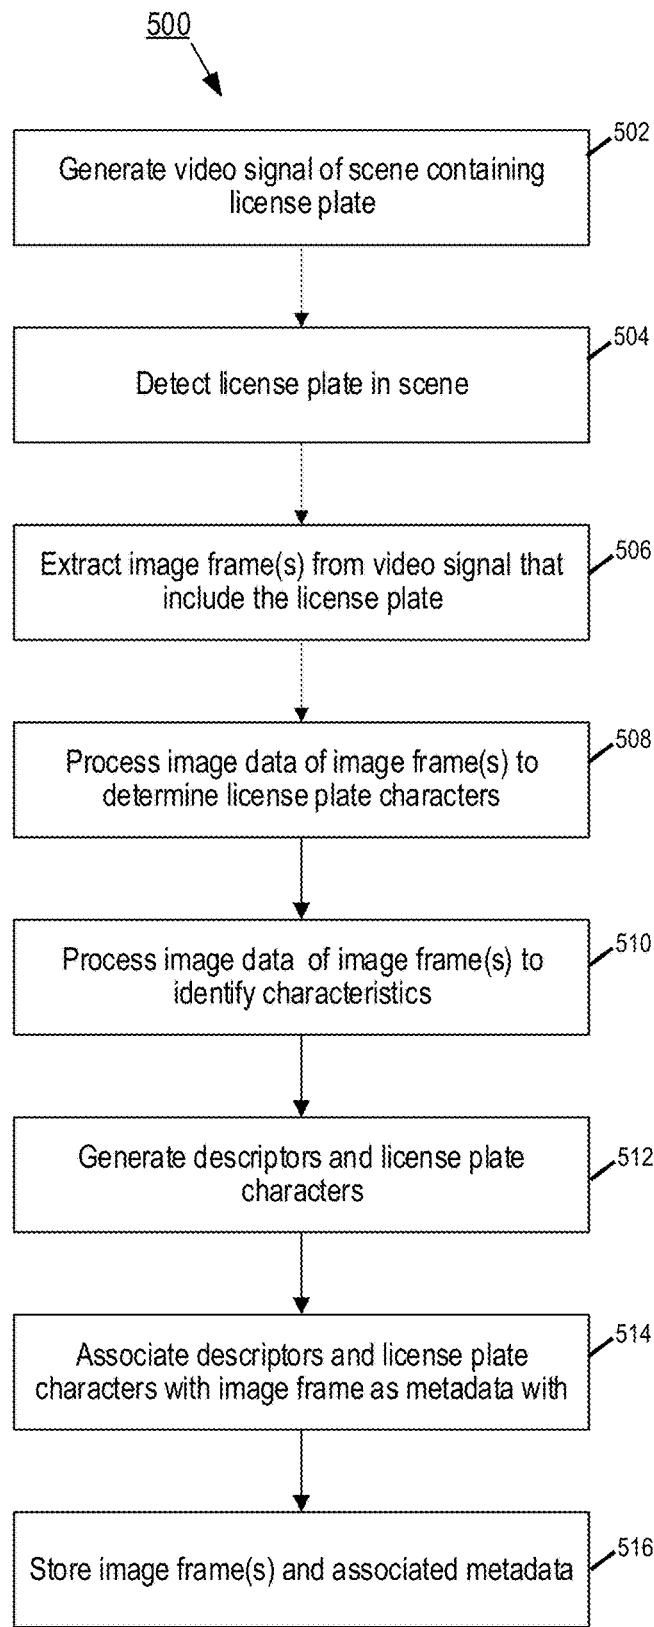 500
502
Generate video signal of scene containing
license plate
504
Detect license plate in scene
506
Extract image frame(s) from video signal that
include the license plate
508
Process image data of image frame(s) to
determine license plate characters
510
Process image data of image frame(s) to
identify characteristics
512
Generate descriptors and license plate
characters
514
Associate descriptors and license plate
characters with image frame as metadata with
516
Store image frame(s) and associated metadata